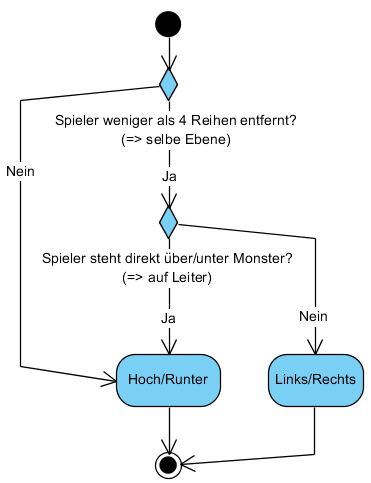 Spieler weniger als 4 Reihen entfernt?
(=> selbe Ebene)
Nein
Ja
Spieler steht direkt über/unter Monster?
(=> auf Leiter)
Ja
Nein
Hoch/Runter
Links/Rechts